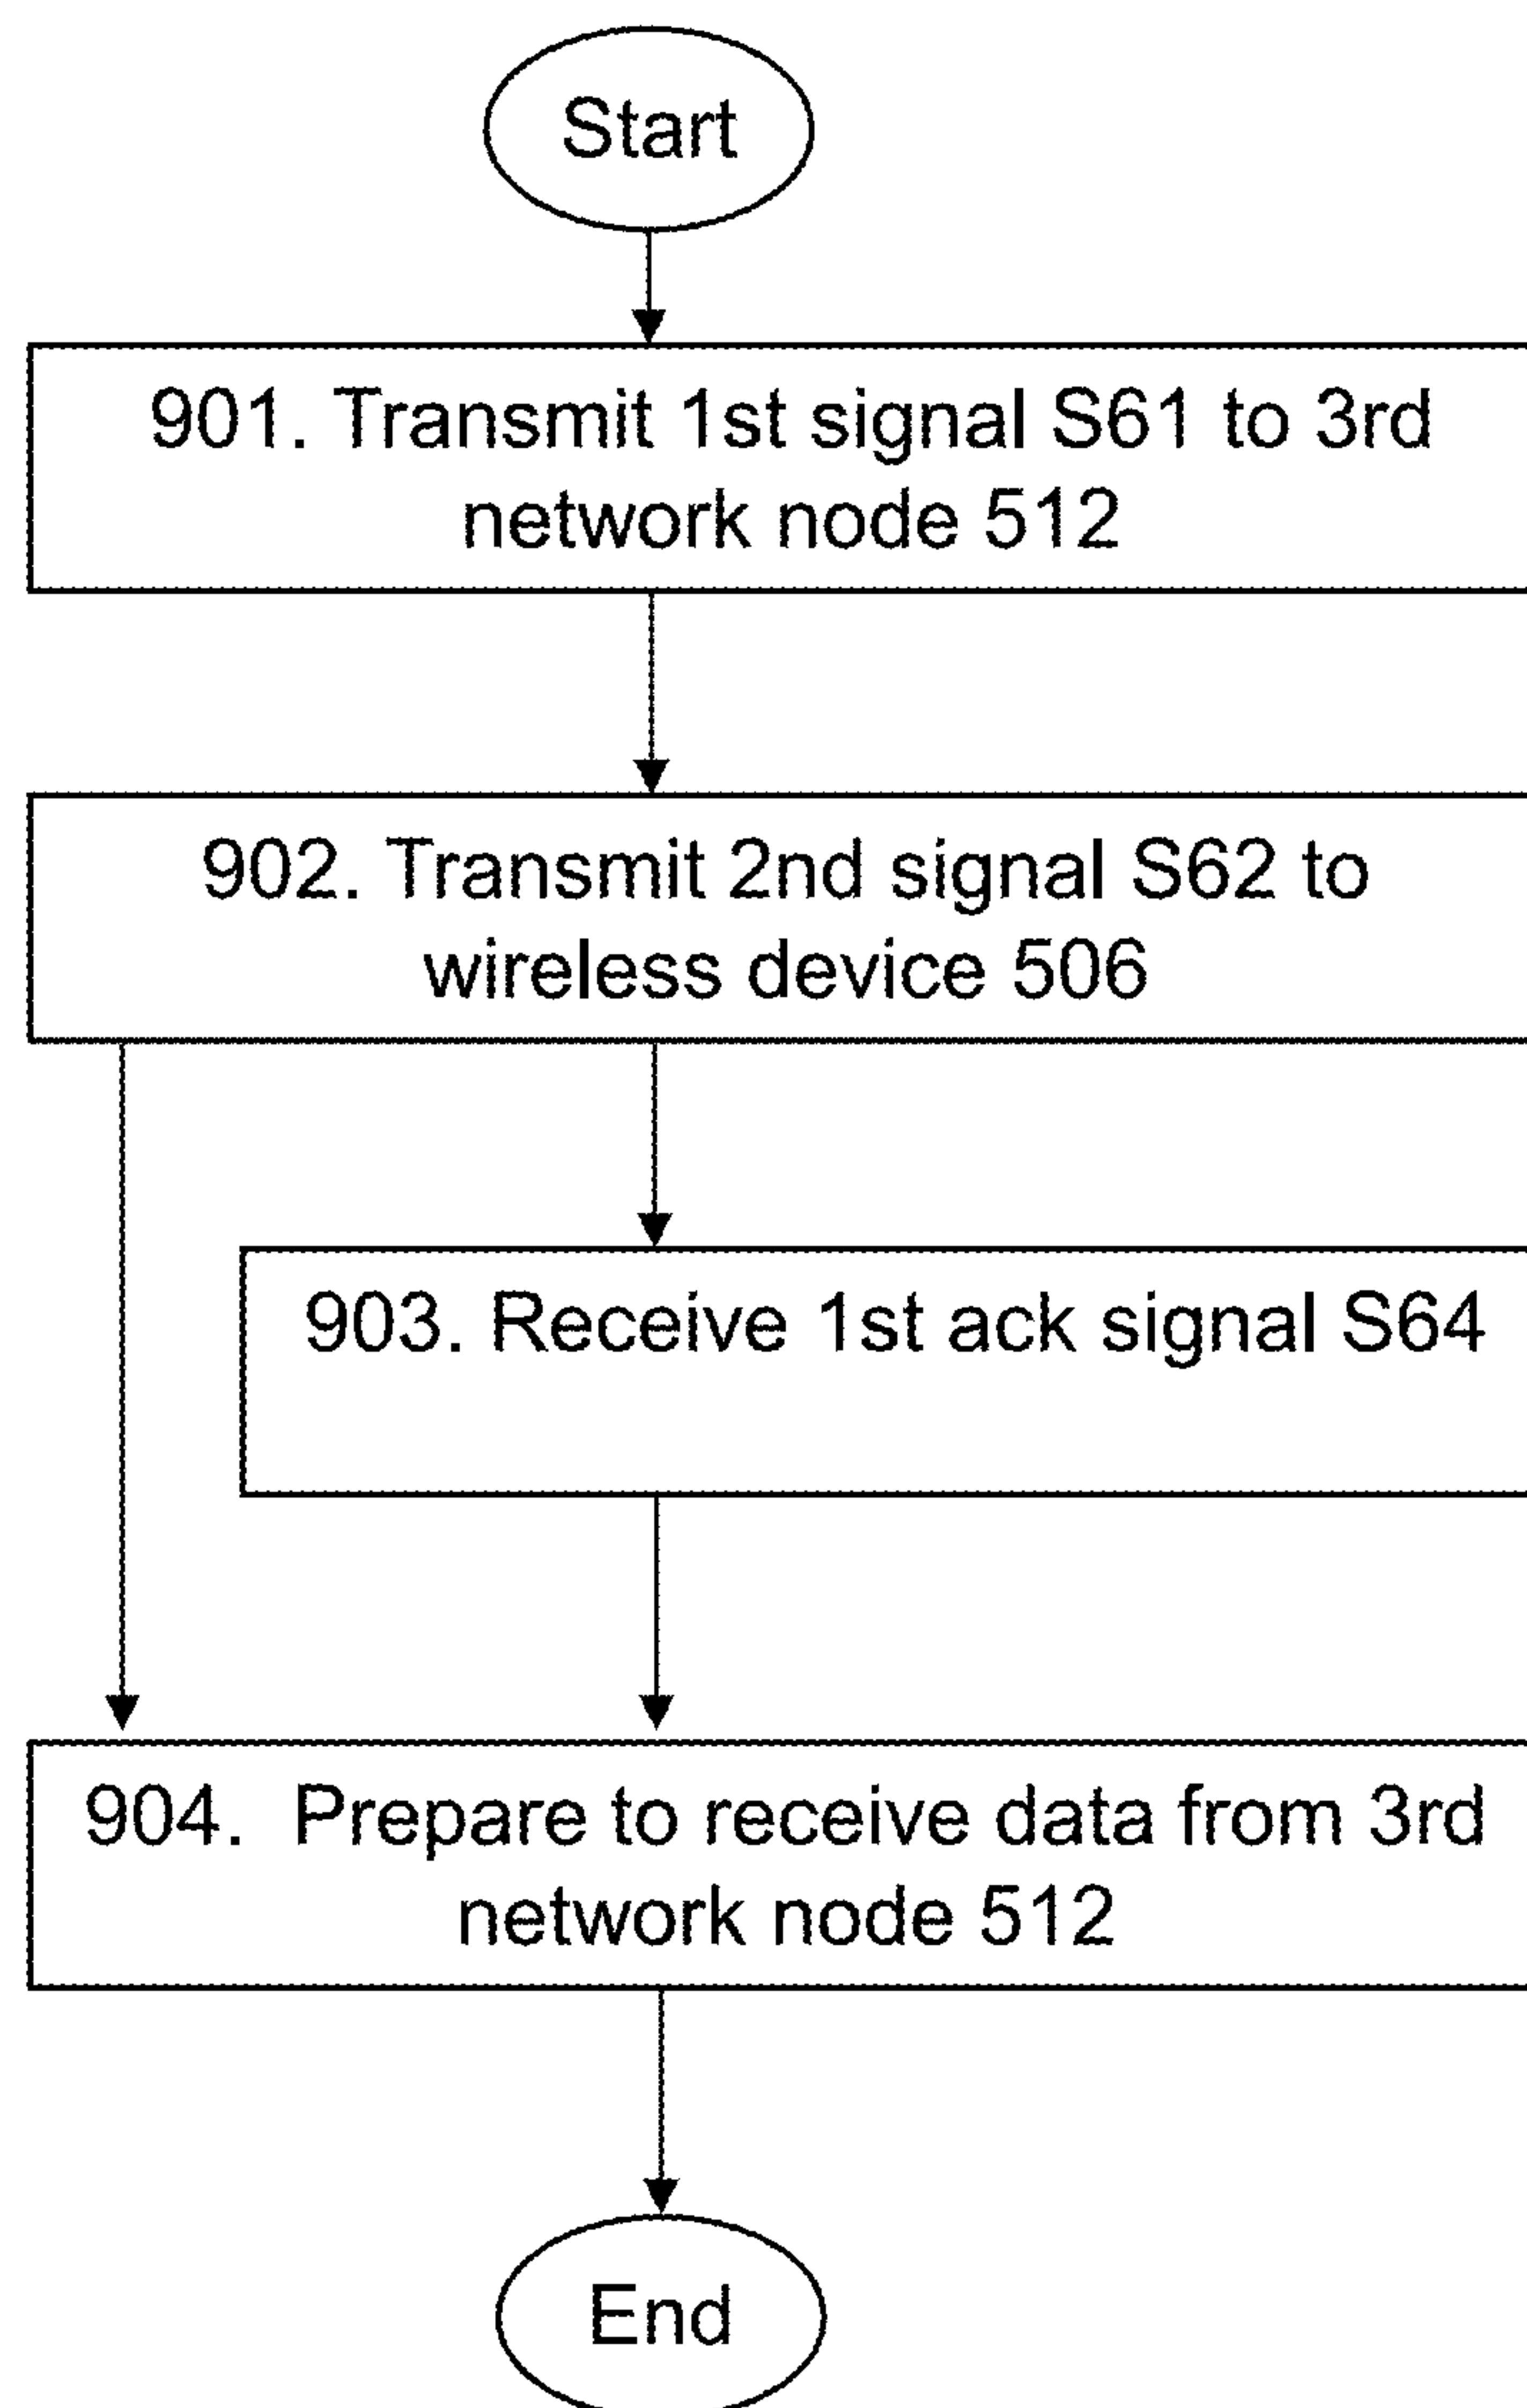 Start
901. Transmit 1st signal S61 to 3rd
network node 512
902. Transmit 2nd signal S62 to
wireless device 506
903. Receive 1st ack signal S64
904. Prepare to receive data from 3rd
network node 512
End